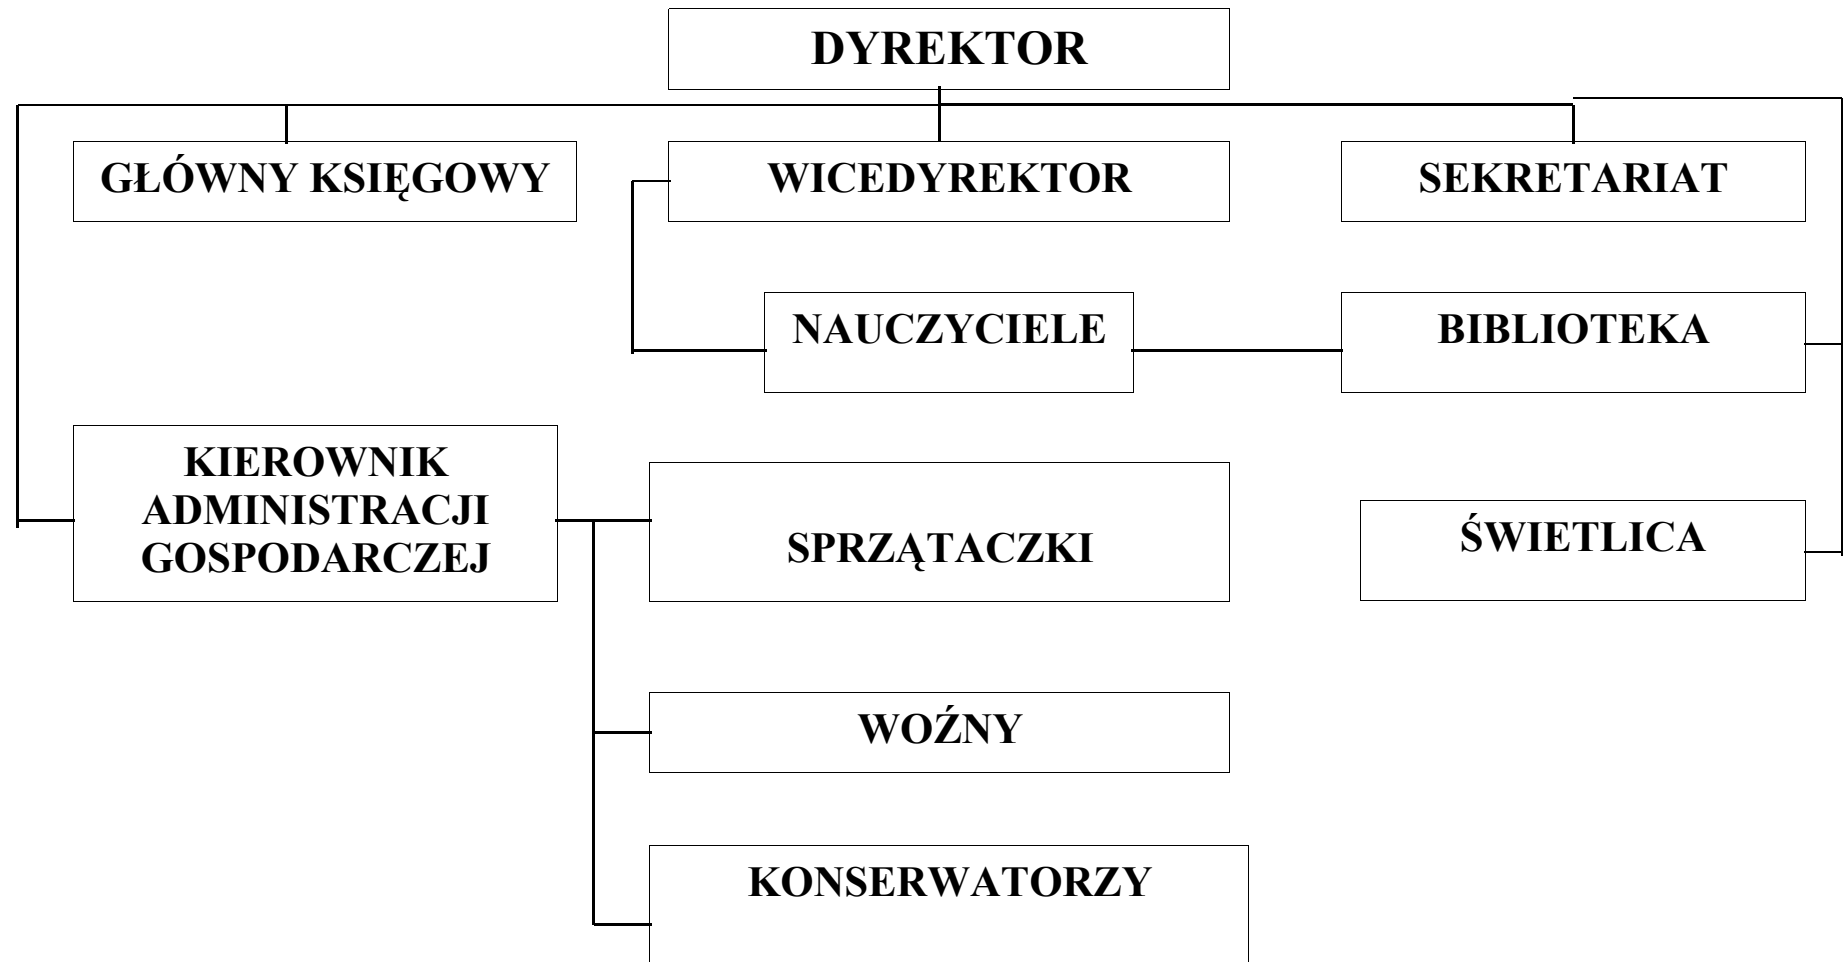 DYREKTOR
GŁÓWNY KSIĘGOWY
WICEDYREKTOR
SEKRETARIAT
NAUCZYCIELE
BIBLIOTEKA
KIEROWNIK
ADMINISTRACJI
GOSPODARCZEJ
SPRZĄTACZKI
ŚWIETLICA
WOŹNY
KONSERWATORZY